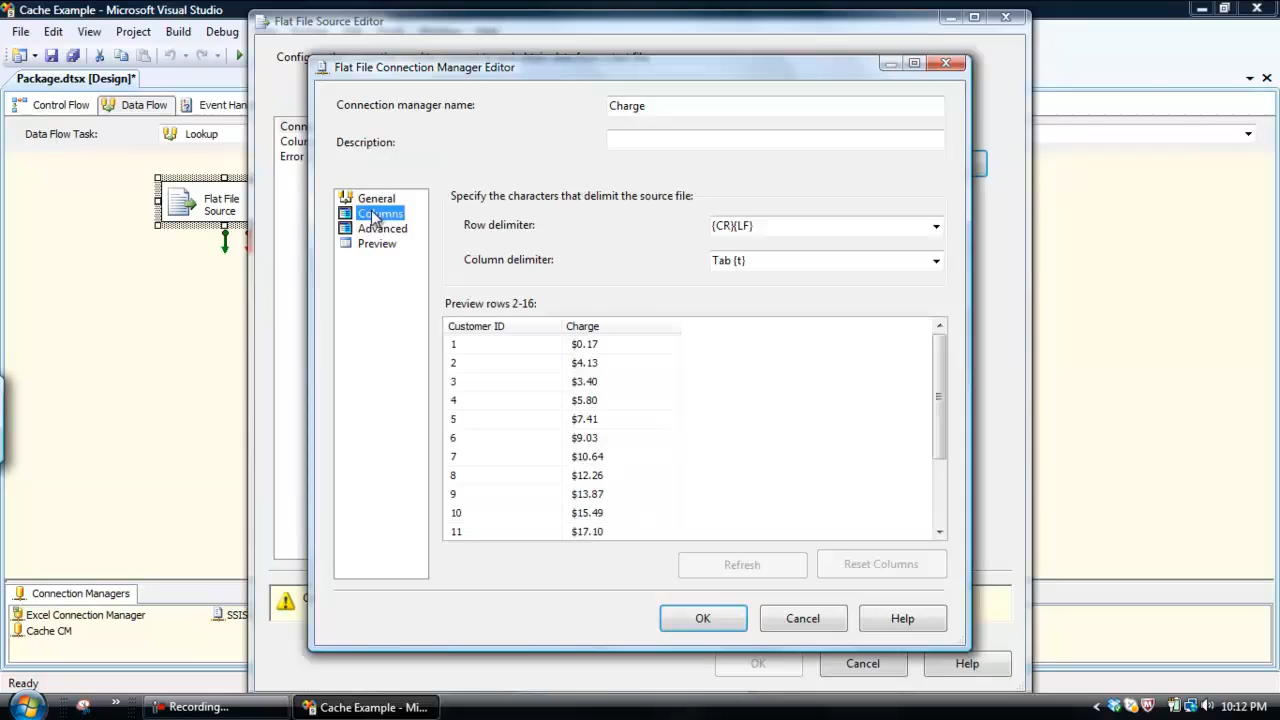 Cache Example - Microsoft Visual Studio
File Edit View Project Build Debug
Package.dtsx [Design]*
Control Flow Data Flow Event Han
Data Flow Task: Lookup
Flat File
Source
Flat File Source Editor
Conn
Colu
Error
Flat File Connection Manager Editor
Connection manager name: Charge
Description:
General
Columns
Advanced
Preview
Specify the characters that delimit the source file:
Row delimiter: {CR}{LF}
Column delimiter: Tab {t}
Preview rows 2-16:
Customer ID Charge
1 $0.17
2 $4.13
3 $3.40
4 $5.80
5 $7.41
6 $9.03
7 $10.64
8 $12.26
9 $13.87
10 $15.49
11 $17.10
Refresh Reset Columns
OK Cancel Help
OK Cancel Help
Connection Managers
Excel Connection Manager SSIS
Cache CM
Ready
Recording... Cache Example - Mi... 10:12 PM